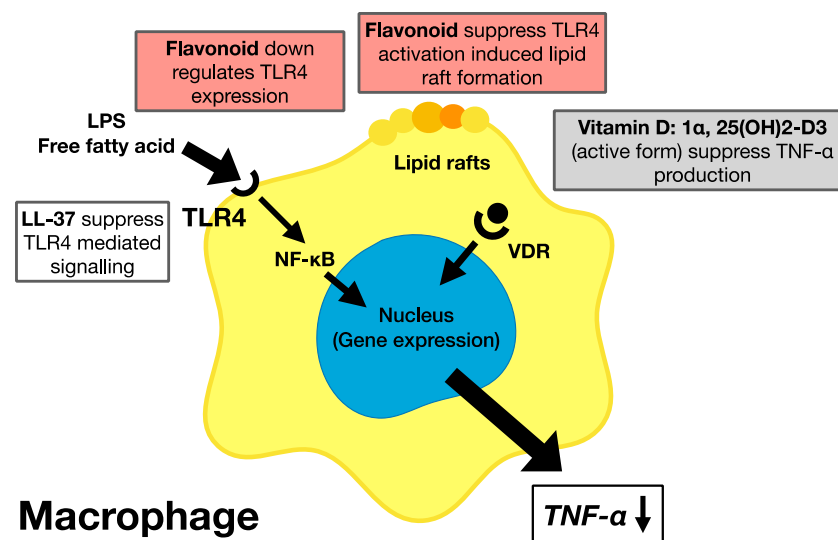 Flavonoid down
regulates TLR4
expression
Flavonoid suppress TLR4
activation induced lipid
raft formation
LPS
Free fatty acid
Vitamin D: 1α, 25(OH)2-D3
(active form) suppress TNF-α
production
Lipid rafts
LL-37 suppress
TLR4 mediated
signalling
TLR4
NF-κB
VDR
Nucleus
(Gene expression)
Macrophage
TNF-α